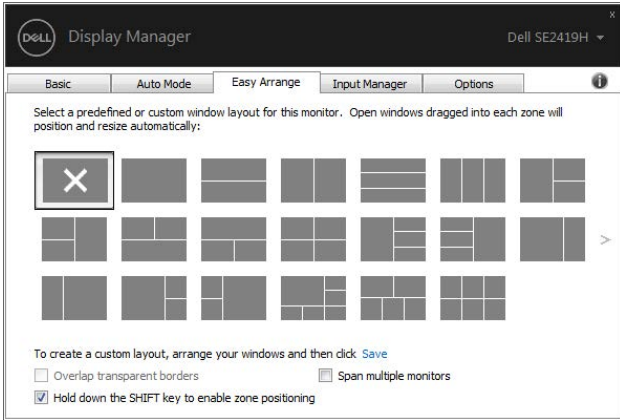 x
DELL Display Manager Dell SE2419H
Basic Auto Mode Easy Arrange Input Manager Options
Select a predefined or custom window layout for this monitor. Open windows dragged into each zone will
position and resize automatically:
To create a custom layout, arrange your windows and then click Save
Overlap transparent borders Span multiple monitors
Hold down the SHIFT key to enable zone positioning